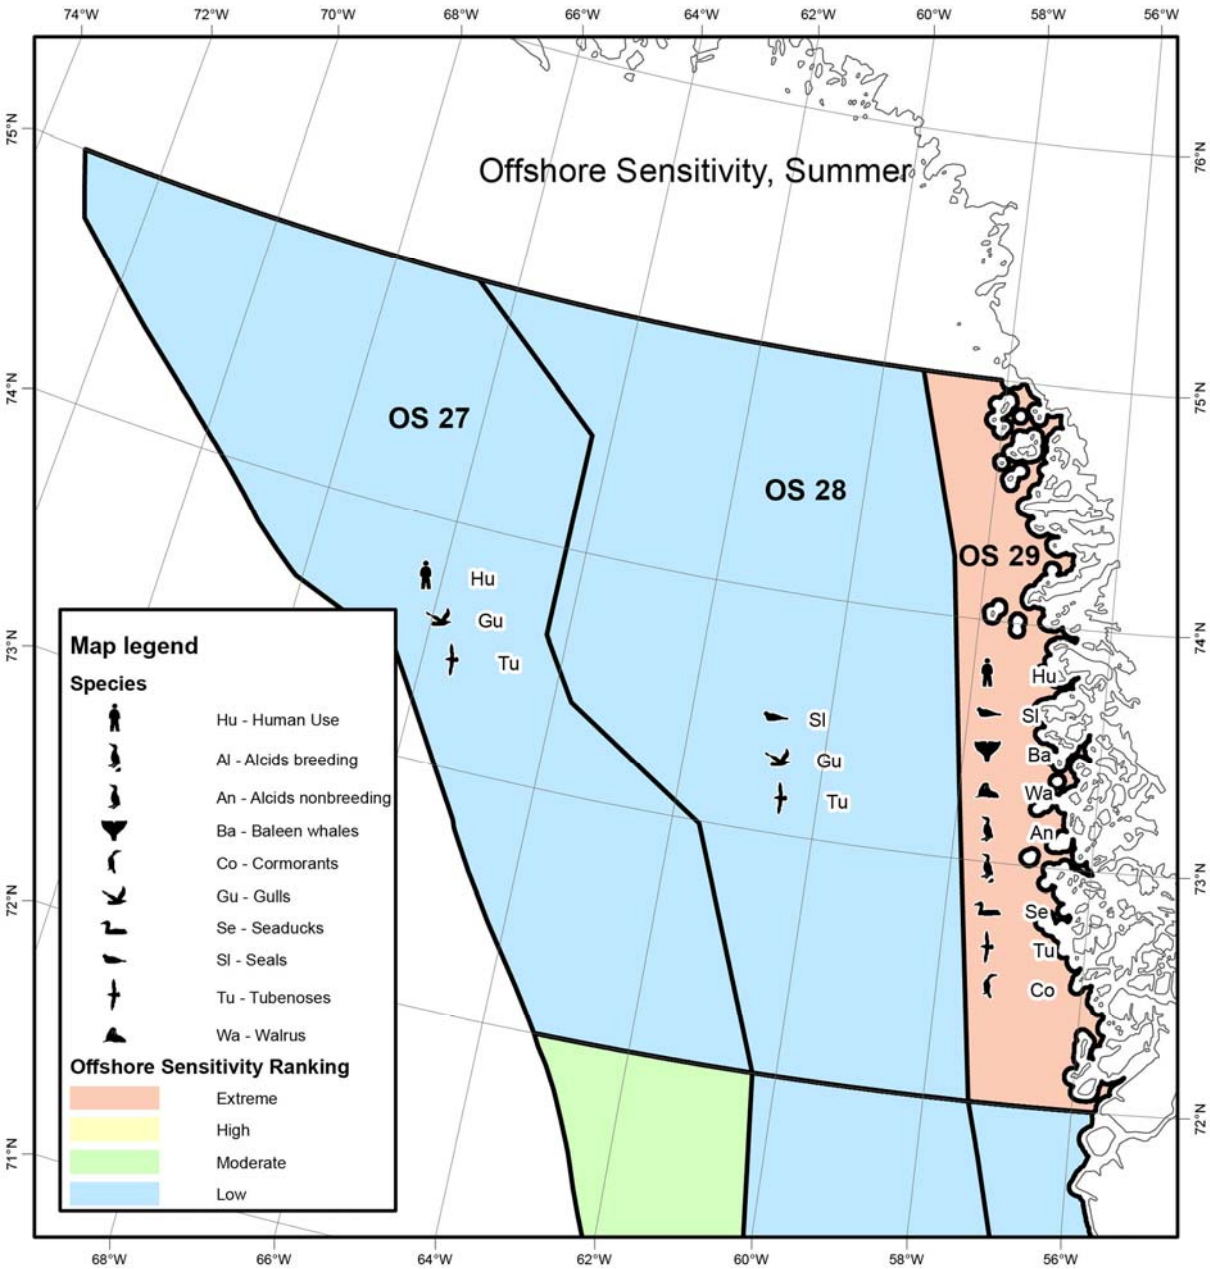 74°W 72°W 70°W 68°W 66°W 64°W 62°W 60°W 58°W 56°W
75°N
76°N
Offshore Sensitivity, Summer
74°N
75°N
OS 27
OS 28
OS 29
Hu
Gu
Tu
73°N
74°N
Sl
Gu
Tu
Hu
Sl
Ba
Wa
An
Se
Tu
Co
72°N
73°N
71°N
72°N
Map legend
Species
Hu - Human Use
Al - Alcids breeding
An - Alcids nonbreeding
Ba - Baleen whales
Co - Cormorants
Gu - Gulls
Se - Seaducks
Sl - Seals
Tu - Tubenoses
Wa - Walrus
Offshore Sensitivity Ranking
Extreme
High
Moderate
Low
68°W 66°W 64°W 62°W 60°W 58°W 56°W